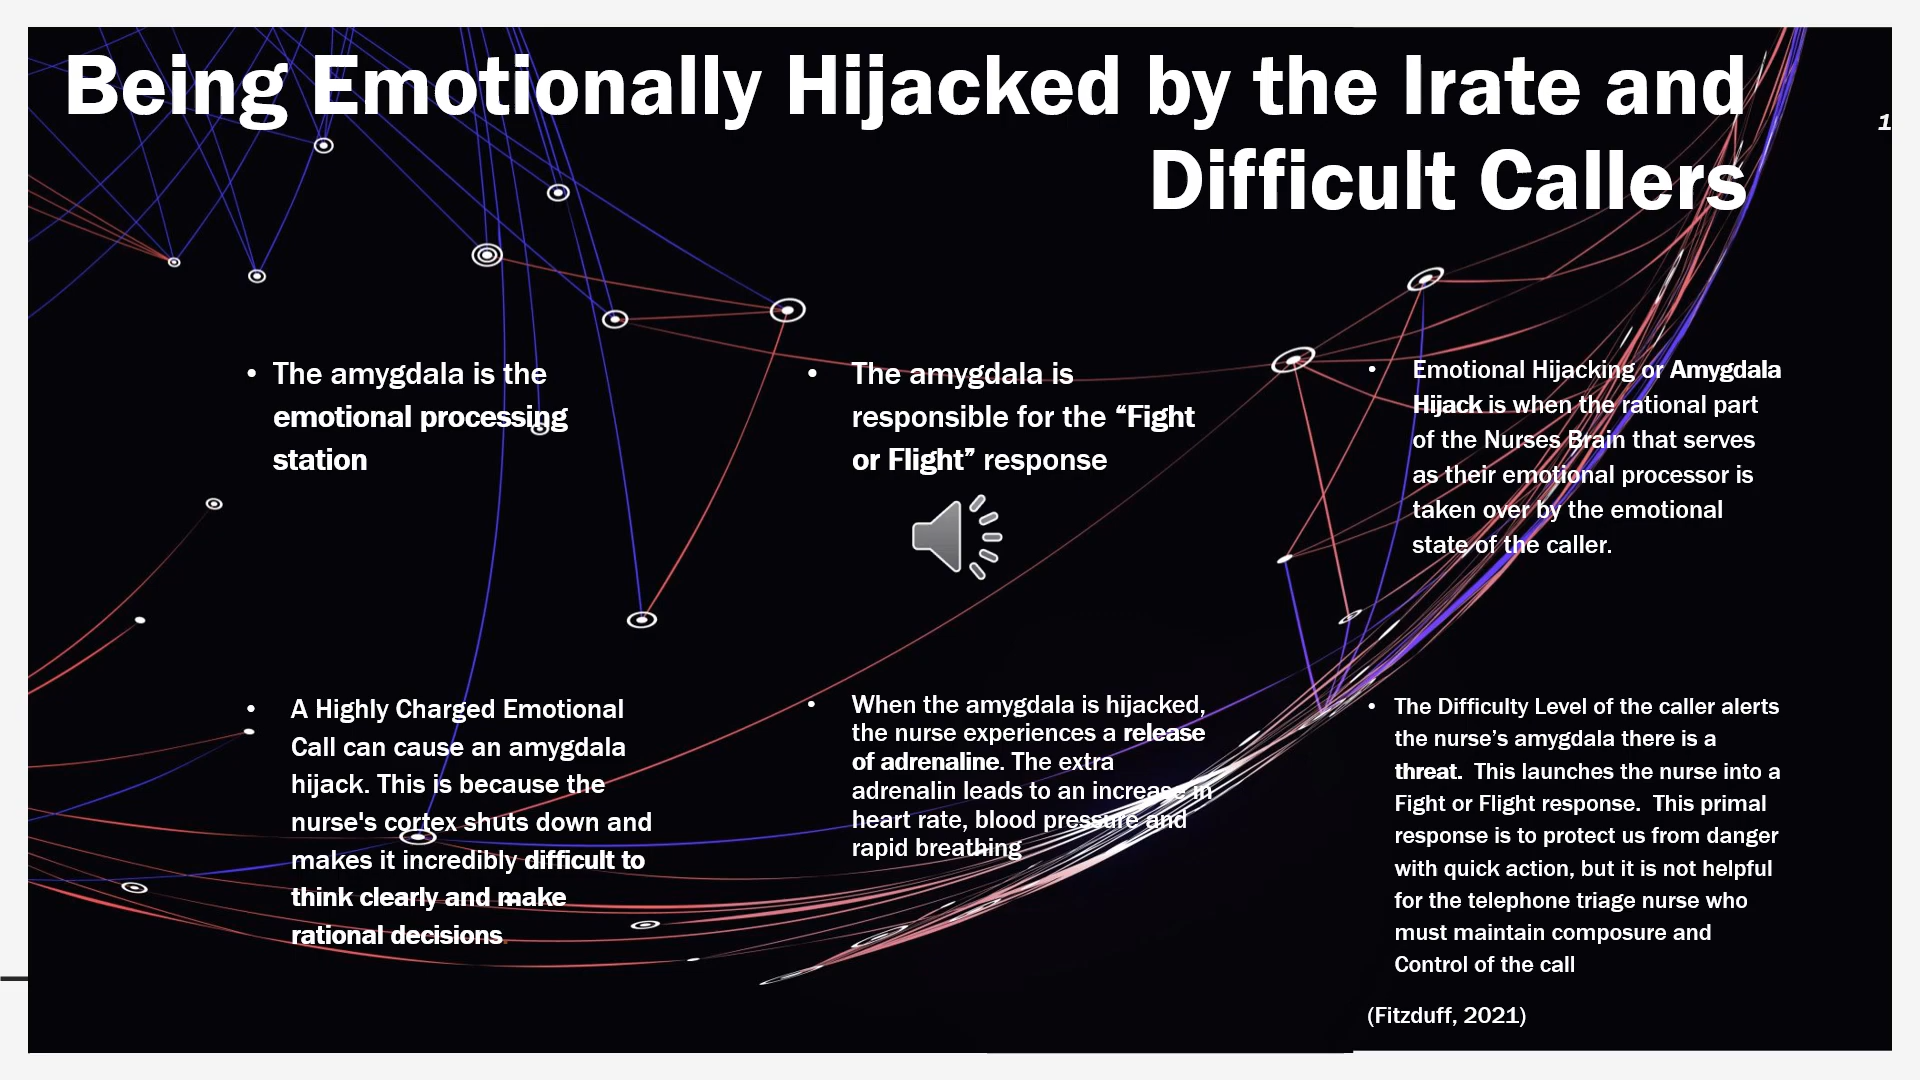 Being Emotionally Hijacked by the Irate and
Difficult Callers
1
• The amygdala is the
emotional processing
station
• The amygdala is
responsible for the “Fight
or Flight” response
• Emotional Hijacking or Amygdala
Hijack is when the rational part
of the Nurses Brain that serves
as their emotional processor is
taken over by the emotional
state of the caller.
• A Highly Charged Emotional
Call can cause an amygdala
hijack. This is because the
nurse's cortex shuts down and
makes it incredibly difficult to
think clearly and make
rational decisions.
• When the amygdala is hijacked,
the nurse experiences a release
of adrenaline. The extra
adrenalin leads to an increase in
heart rate, blood pressure and
rapid breathing
• The Difficulty Level of the caller alerts
the nurse’s amygdala there is a
threat.  This launches the nurse into a
Fight or Flight response.  This primal
response is to protect us from danger
with quick action, but it is not helpful
for the telephone triage nurse who
must maintain composure and
Control of the call
(Fitzduff, 2021)